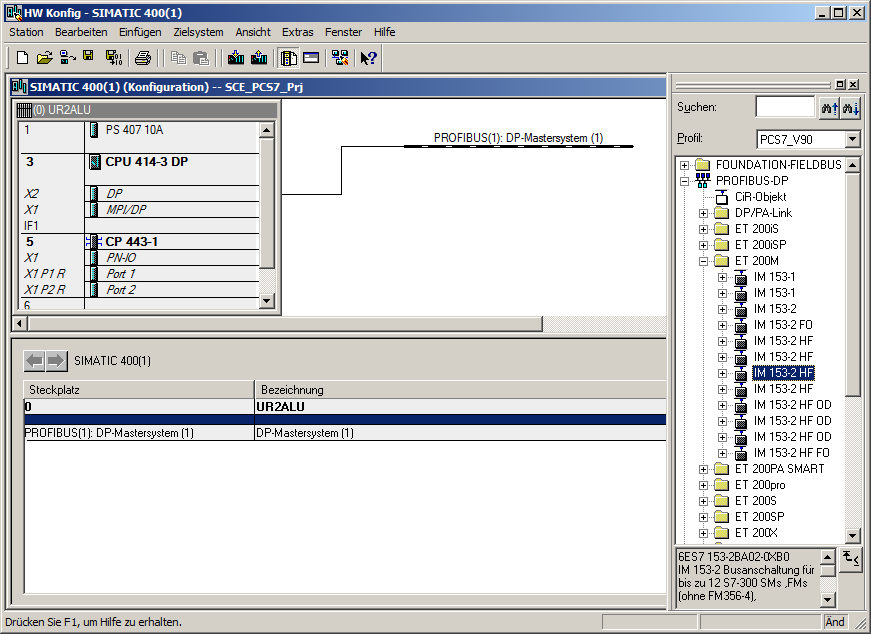 HW Konfig - SIMATIC 400(1)
Station Bearbeiten Einfügen Zielsystem Ansicht Extras Fenster Hilfe
SIMATIC 400(1) (Konfiguration) -- SCE_PCS7_Prj
(0) UR2ALU
1 PS 407 10A
3 CPU 414-3 DP
X2 DP
X1 MPI/DP
IF1
5 CP 443-1
X1 PN-IO
X1 P1 R Port 1
X1 P2 R Port 2
6
PROFIBUS(1): DP-Mastersystem (1)
SIMATIC 400(1)
Steckplatz Bezeichnung
0 UR2ALU
PROFIBUS(1): DP-Mastersystem (1) DP-Mastersystem (1)
Suchen:
Profil: PCS7_V90
FOUNDATION-FIELDBUS
PROFIBUS-DP
CiR-Objekt
DP/PA-Link
ET 200iS
ET 200iSP
ET 200M
IM 153-1
IM 153-1
IM 153-2
IM 153-2 FO
IM 153-2 HF
IM 153-2 HF
IM 153-2 HF
IM 153-2 HF
IM 153-2 HF OD
IM 153-2 HF OD
IM 153-2 HF OD
IM 153-2 HF FO
ET 200PA SMART
ET 200pro
ET 200S
ET 200SP
ET 200X
6ES7 153-2BA02-0XB0
IM 153-2 Busanschaltung für
bis zu 12 S7-300 SMs ,FMs
(ohne FM356-4),
Drücken Sie F1, um Hilfe zu erhalten. Änd